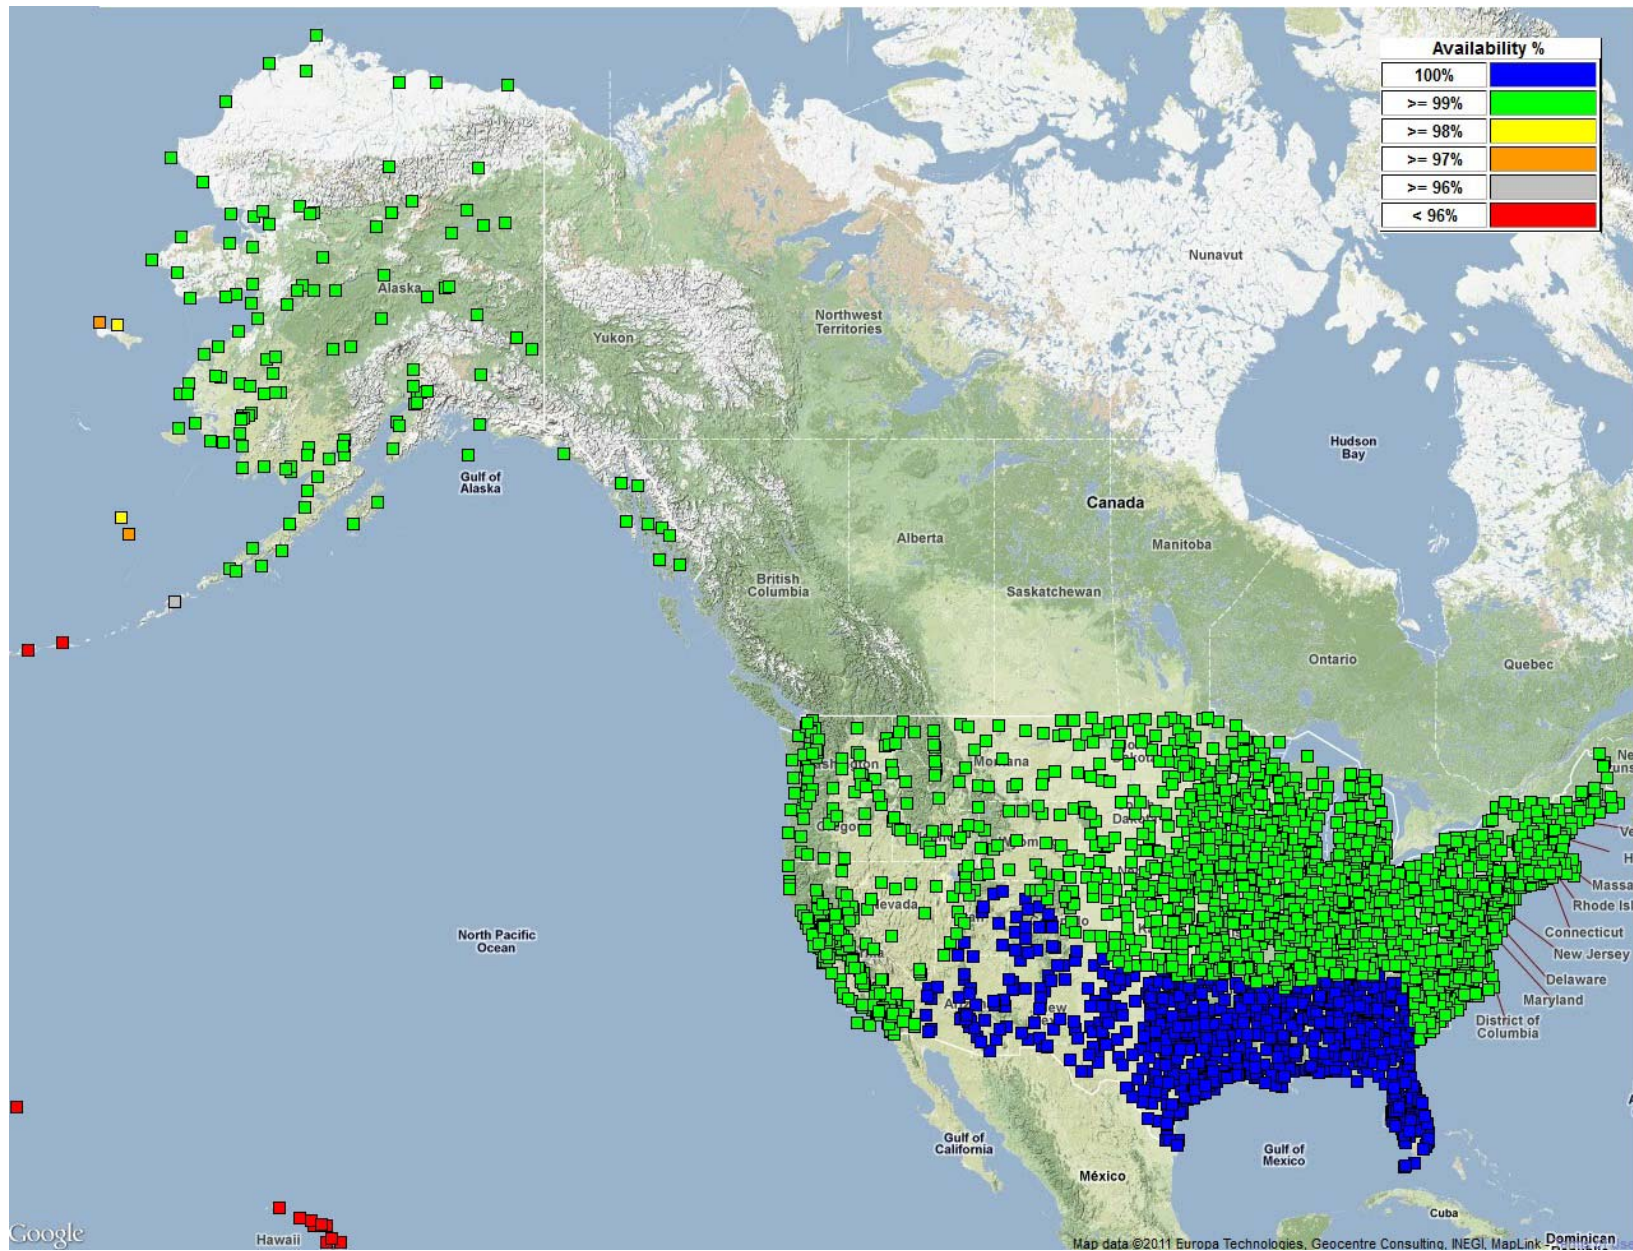 Availability %
100%
>= 99%
>= 98%
>= 97%
>= 96%
< 96%
Nunavut
Alaska
Northwest
Territories
Yukon
Hudson
Bay
Gulf of
Alaska
Canada
Alberta
Manitoba
British
Columbia
Saskatchewan
Ontario
Quebec
Montana
Massa
Rhode Isl
Connecticut
New Jersey
Delaware
Maryland
District of
Columbia
North Pacific
Ocean
Gulf of
California
Gulf of
Mexico
México
Cuba
Hawaii
Google
Dominican
Map data ©2011 Europa Technologies, Geocentre Consulting, INEGI, MapLink